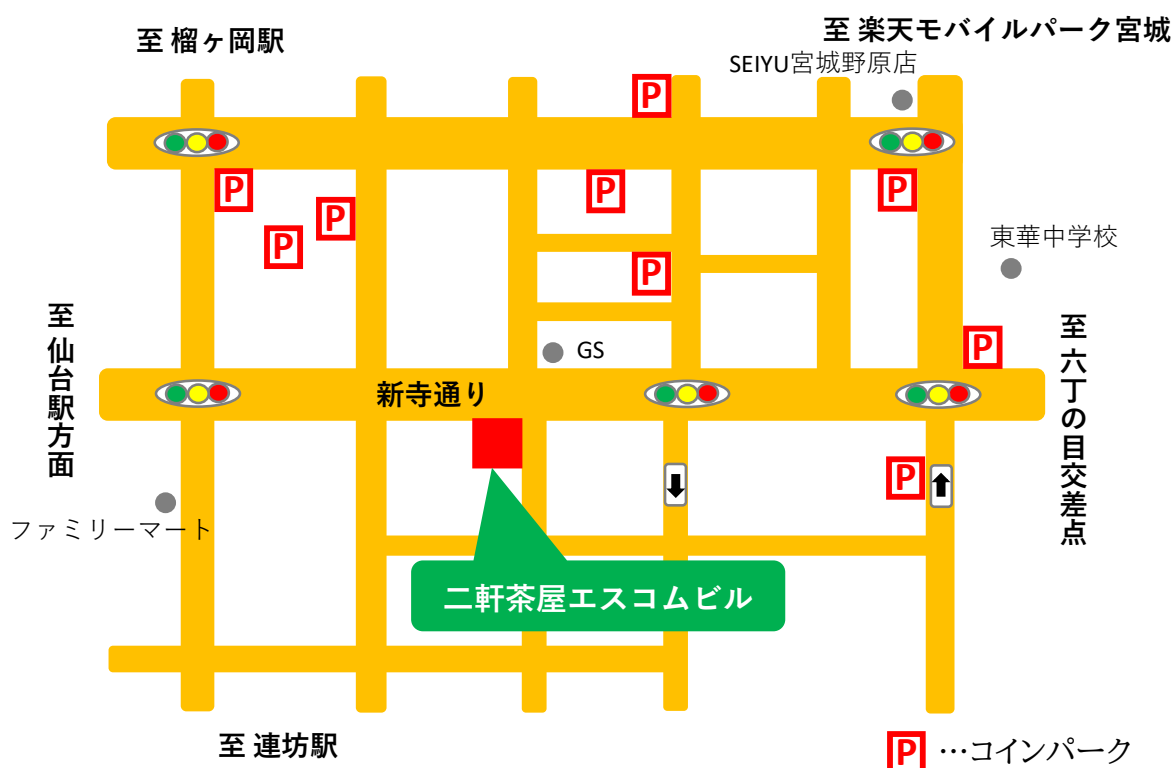 至 榴ヶ岡駅
至 楽天モバイルパーク宮城
SEIYU宮城野原店
P
P
P
P
P
P
東華中学校
P
至 仙台駅方面
至 六丁の目交差点
P
GS
新寺通り
P
ファミリーマート
二軒茶屋エスコムビル
至 連坊駅
P …コインパーク